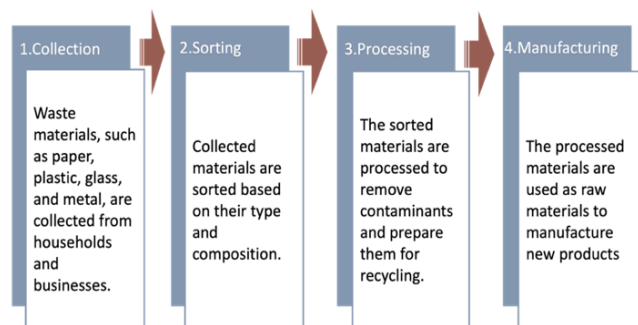 1.Collection
Waste
materials, such
as paper,
plastic, glass,
and metal, are
collected from
households
and
businesses.
2.Sorting
Collected
materials are
sorted based
on their type
and
composition.
3.Processing
The sorted
materials are
processed to
remove
contaminants
and prepare
them for
recycling.
4.Manufacturing
The processed
materials are
used as raw
materials to
manufacture
new products